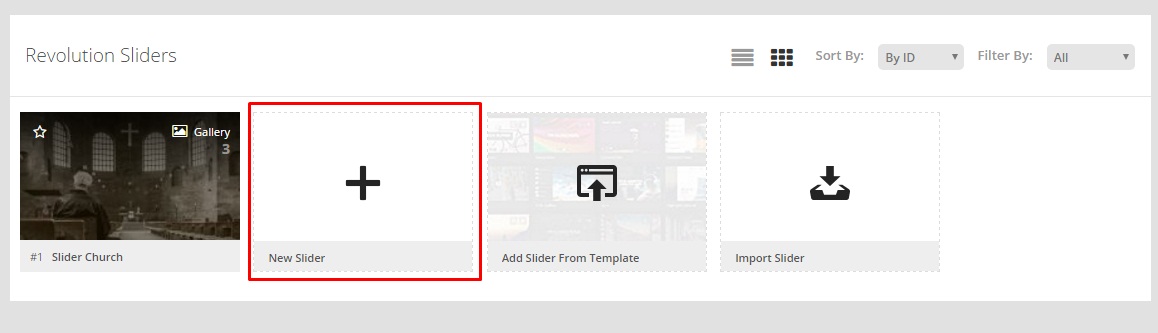 Revolution Sliders
Sort By:
By ID
Filter By:
All
Gallery
3
#1 Slider Church
New Slider
Add Slider From Template
Import Slider